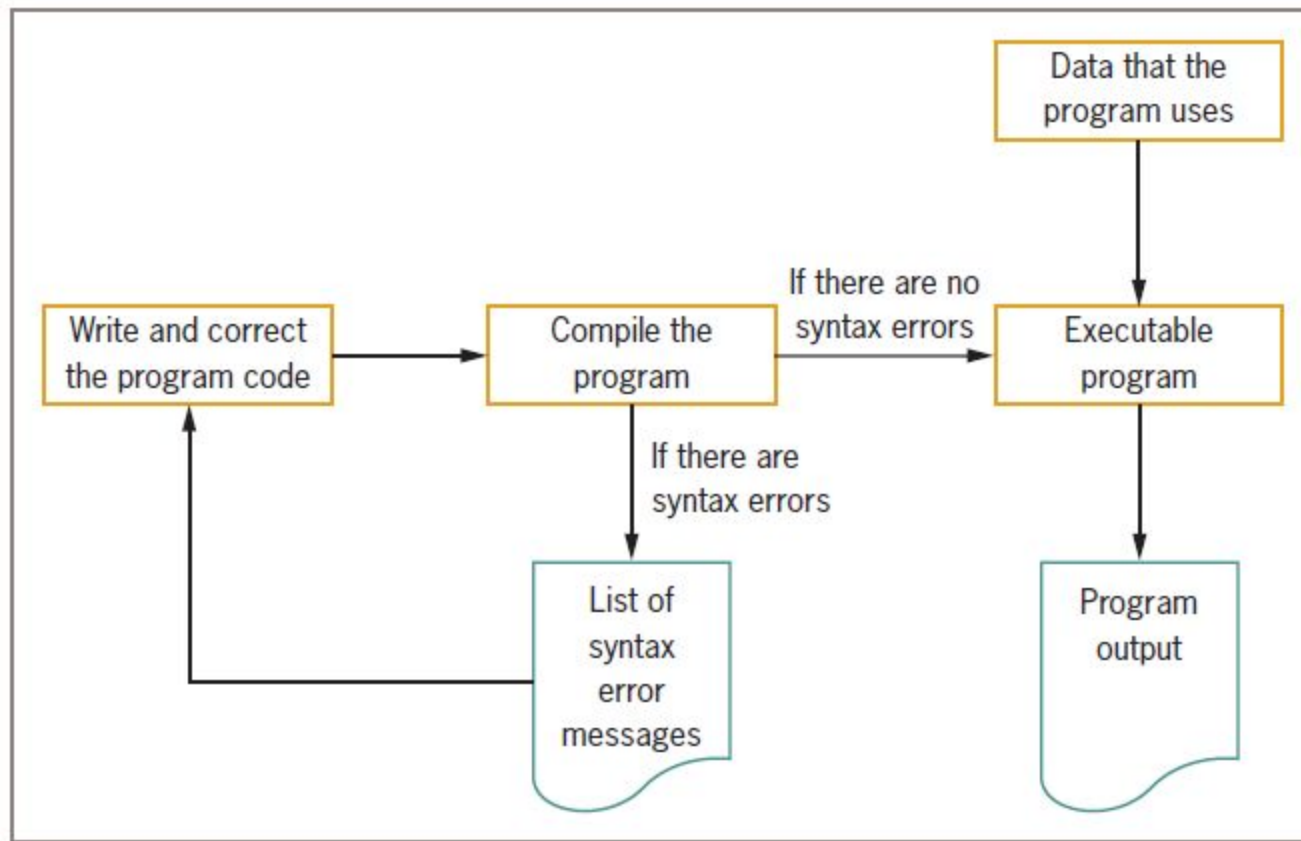 Data that the
program uses
If there are no
syntax errors
Write and correct
the program code
Compile the
program
Executable
program
If there are
syntax errors
List of
syntax
error
messages
Program
output